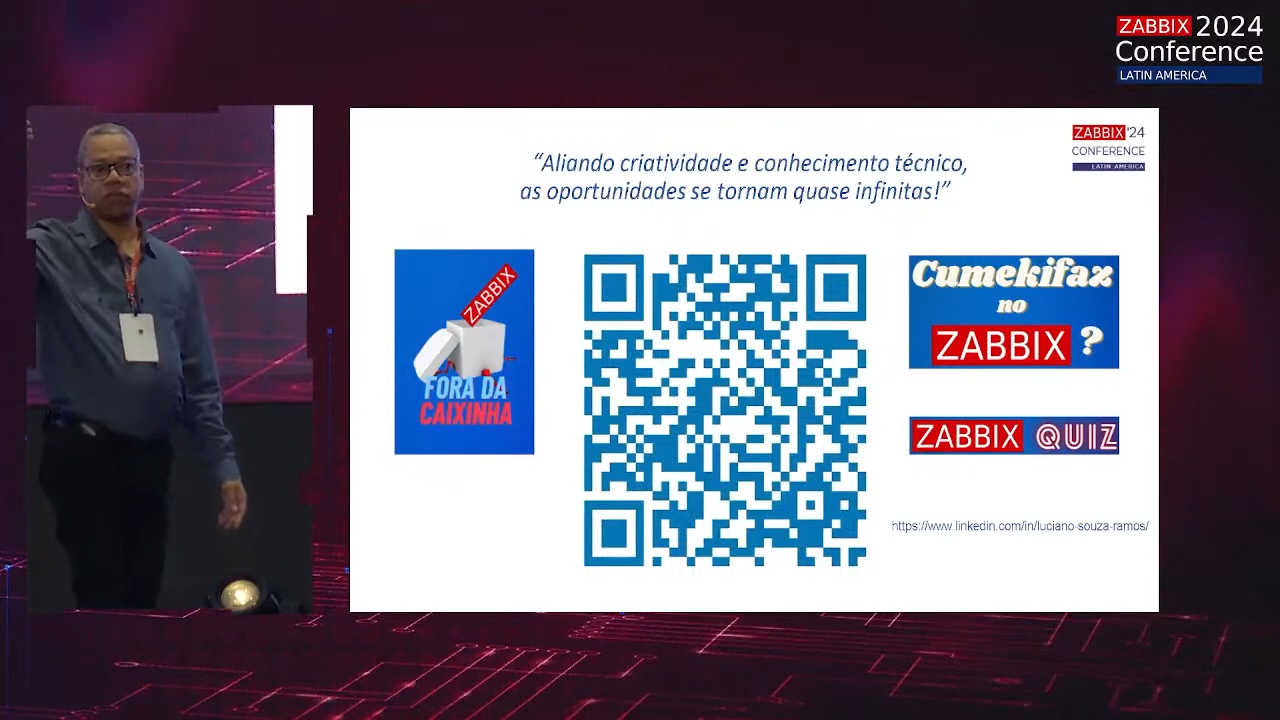 ZABBIX 2024
Conference
LATIN AMERICA
ZABBIX'24
CONFERENCE
LATIN AMERICA
“Aliando criatividade e conhecimento técnico,
as oportunidades se tornam quase infinitas!”
ZABBIX
FORA DA
CAIXINHA
Cumekifaz
no
ZABBIX ?
ZABBIX QUIZ
https://www.linkedin.com/in/luciano-souza-ramos/